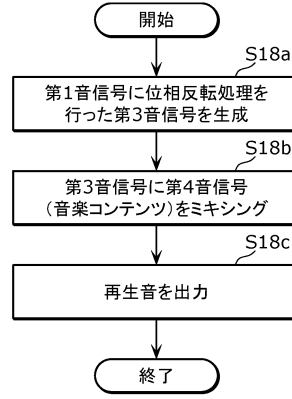 開始
S18a
第1音信号に位相反転処理を
行った第3音信号を生成
S18b
第3音信号に第4音信号
(音楽コンテンツ)をミキシング
S18c
再生音を出力
終了